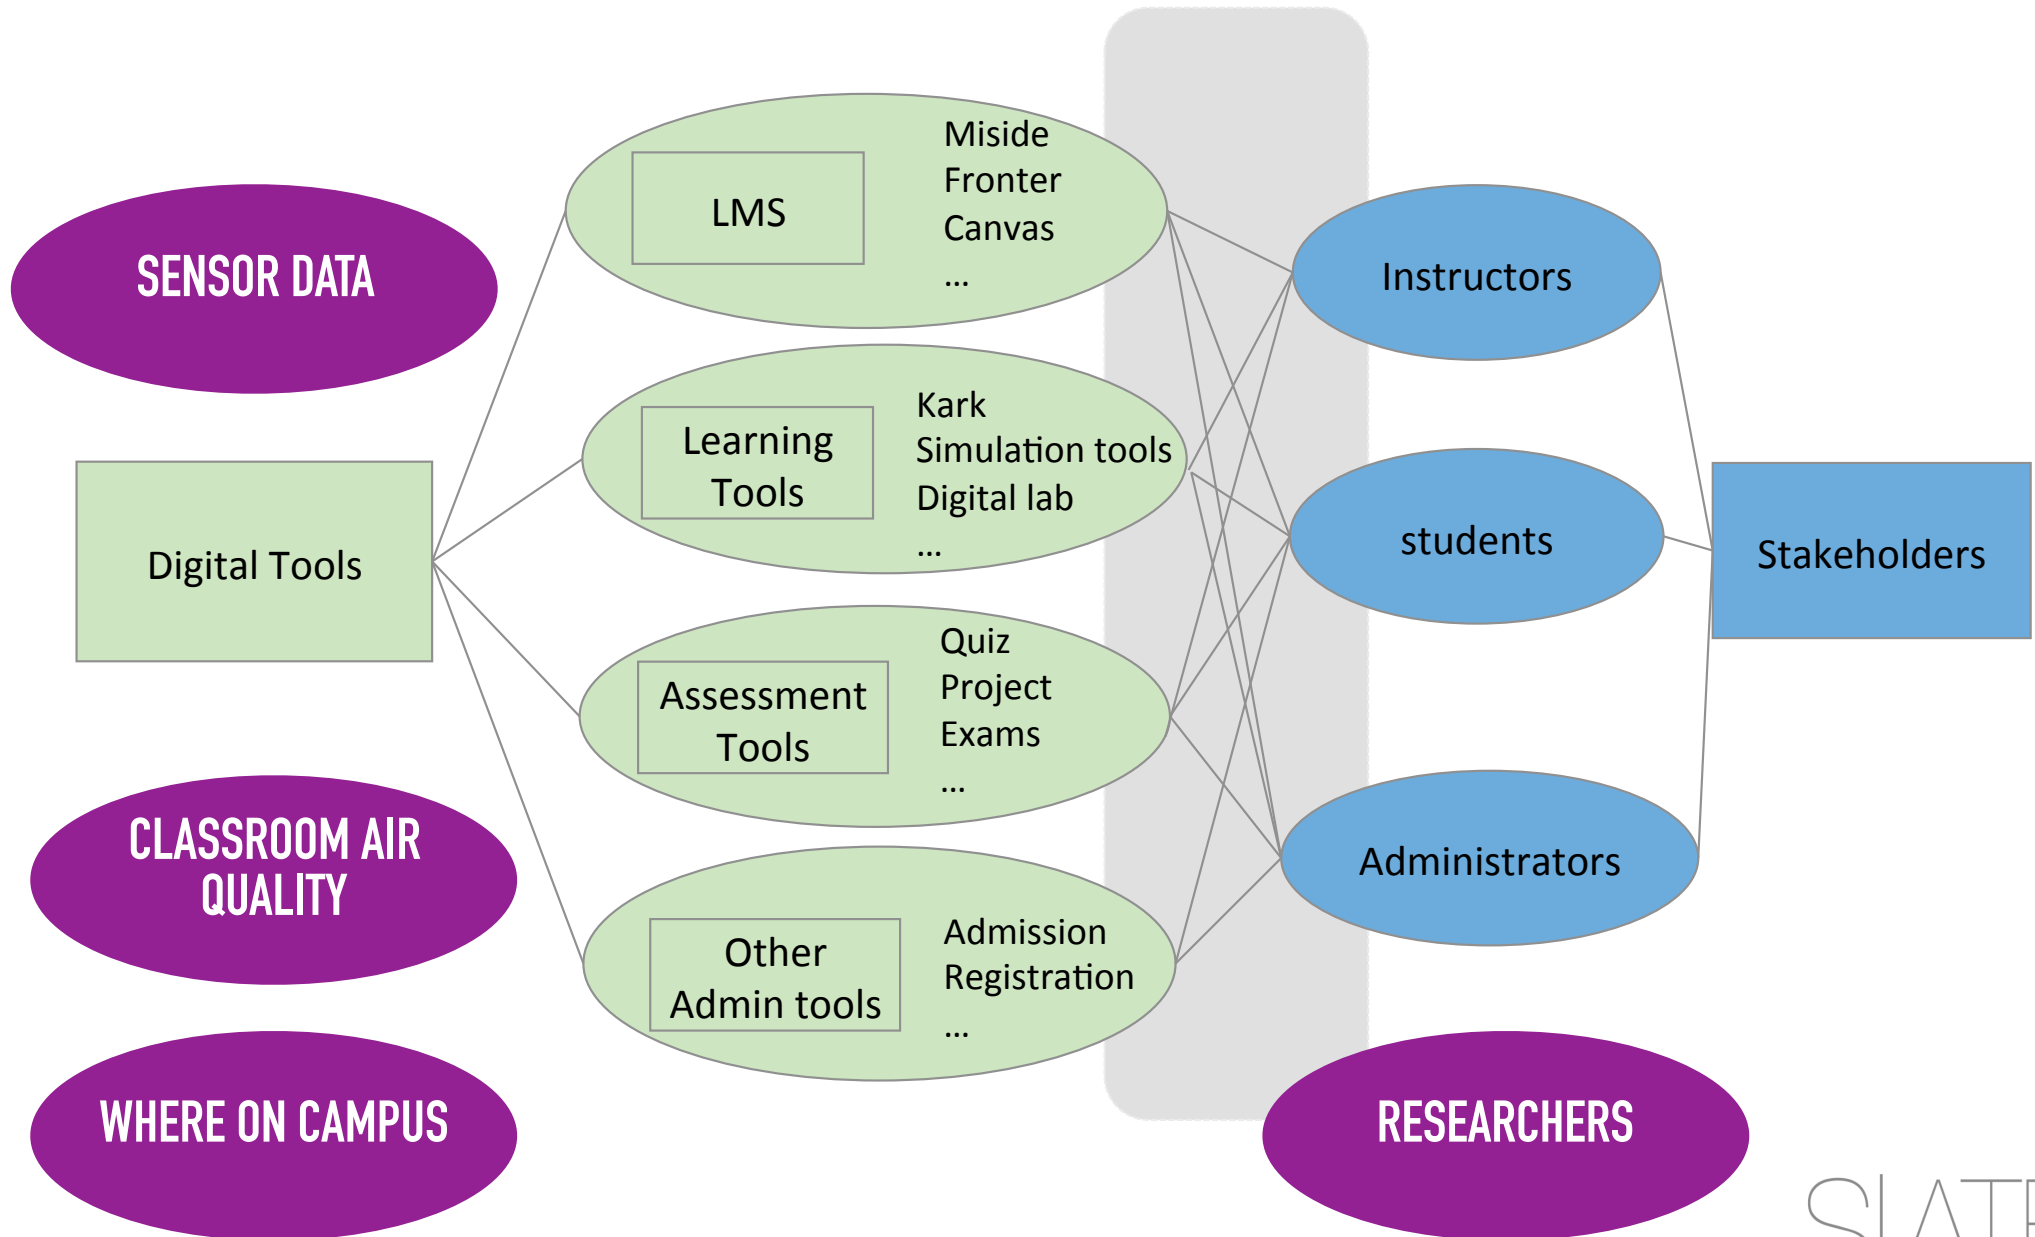 SENSOR DATA
Digital Tools
CLASSROOM AIR
QUALITY
WHERE ON CAMPUS
LMS
Miside
Fronter
Canvas
...
Learning
Tools
Kark
Simulation tools
Digital lab
...
Assessment
Tools
Quiz
Project
Exams
...
Other
Admin tools
Admission
Registration
...
Instructors
students
Administrators
RESEARCHERS
Stakeholders